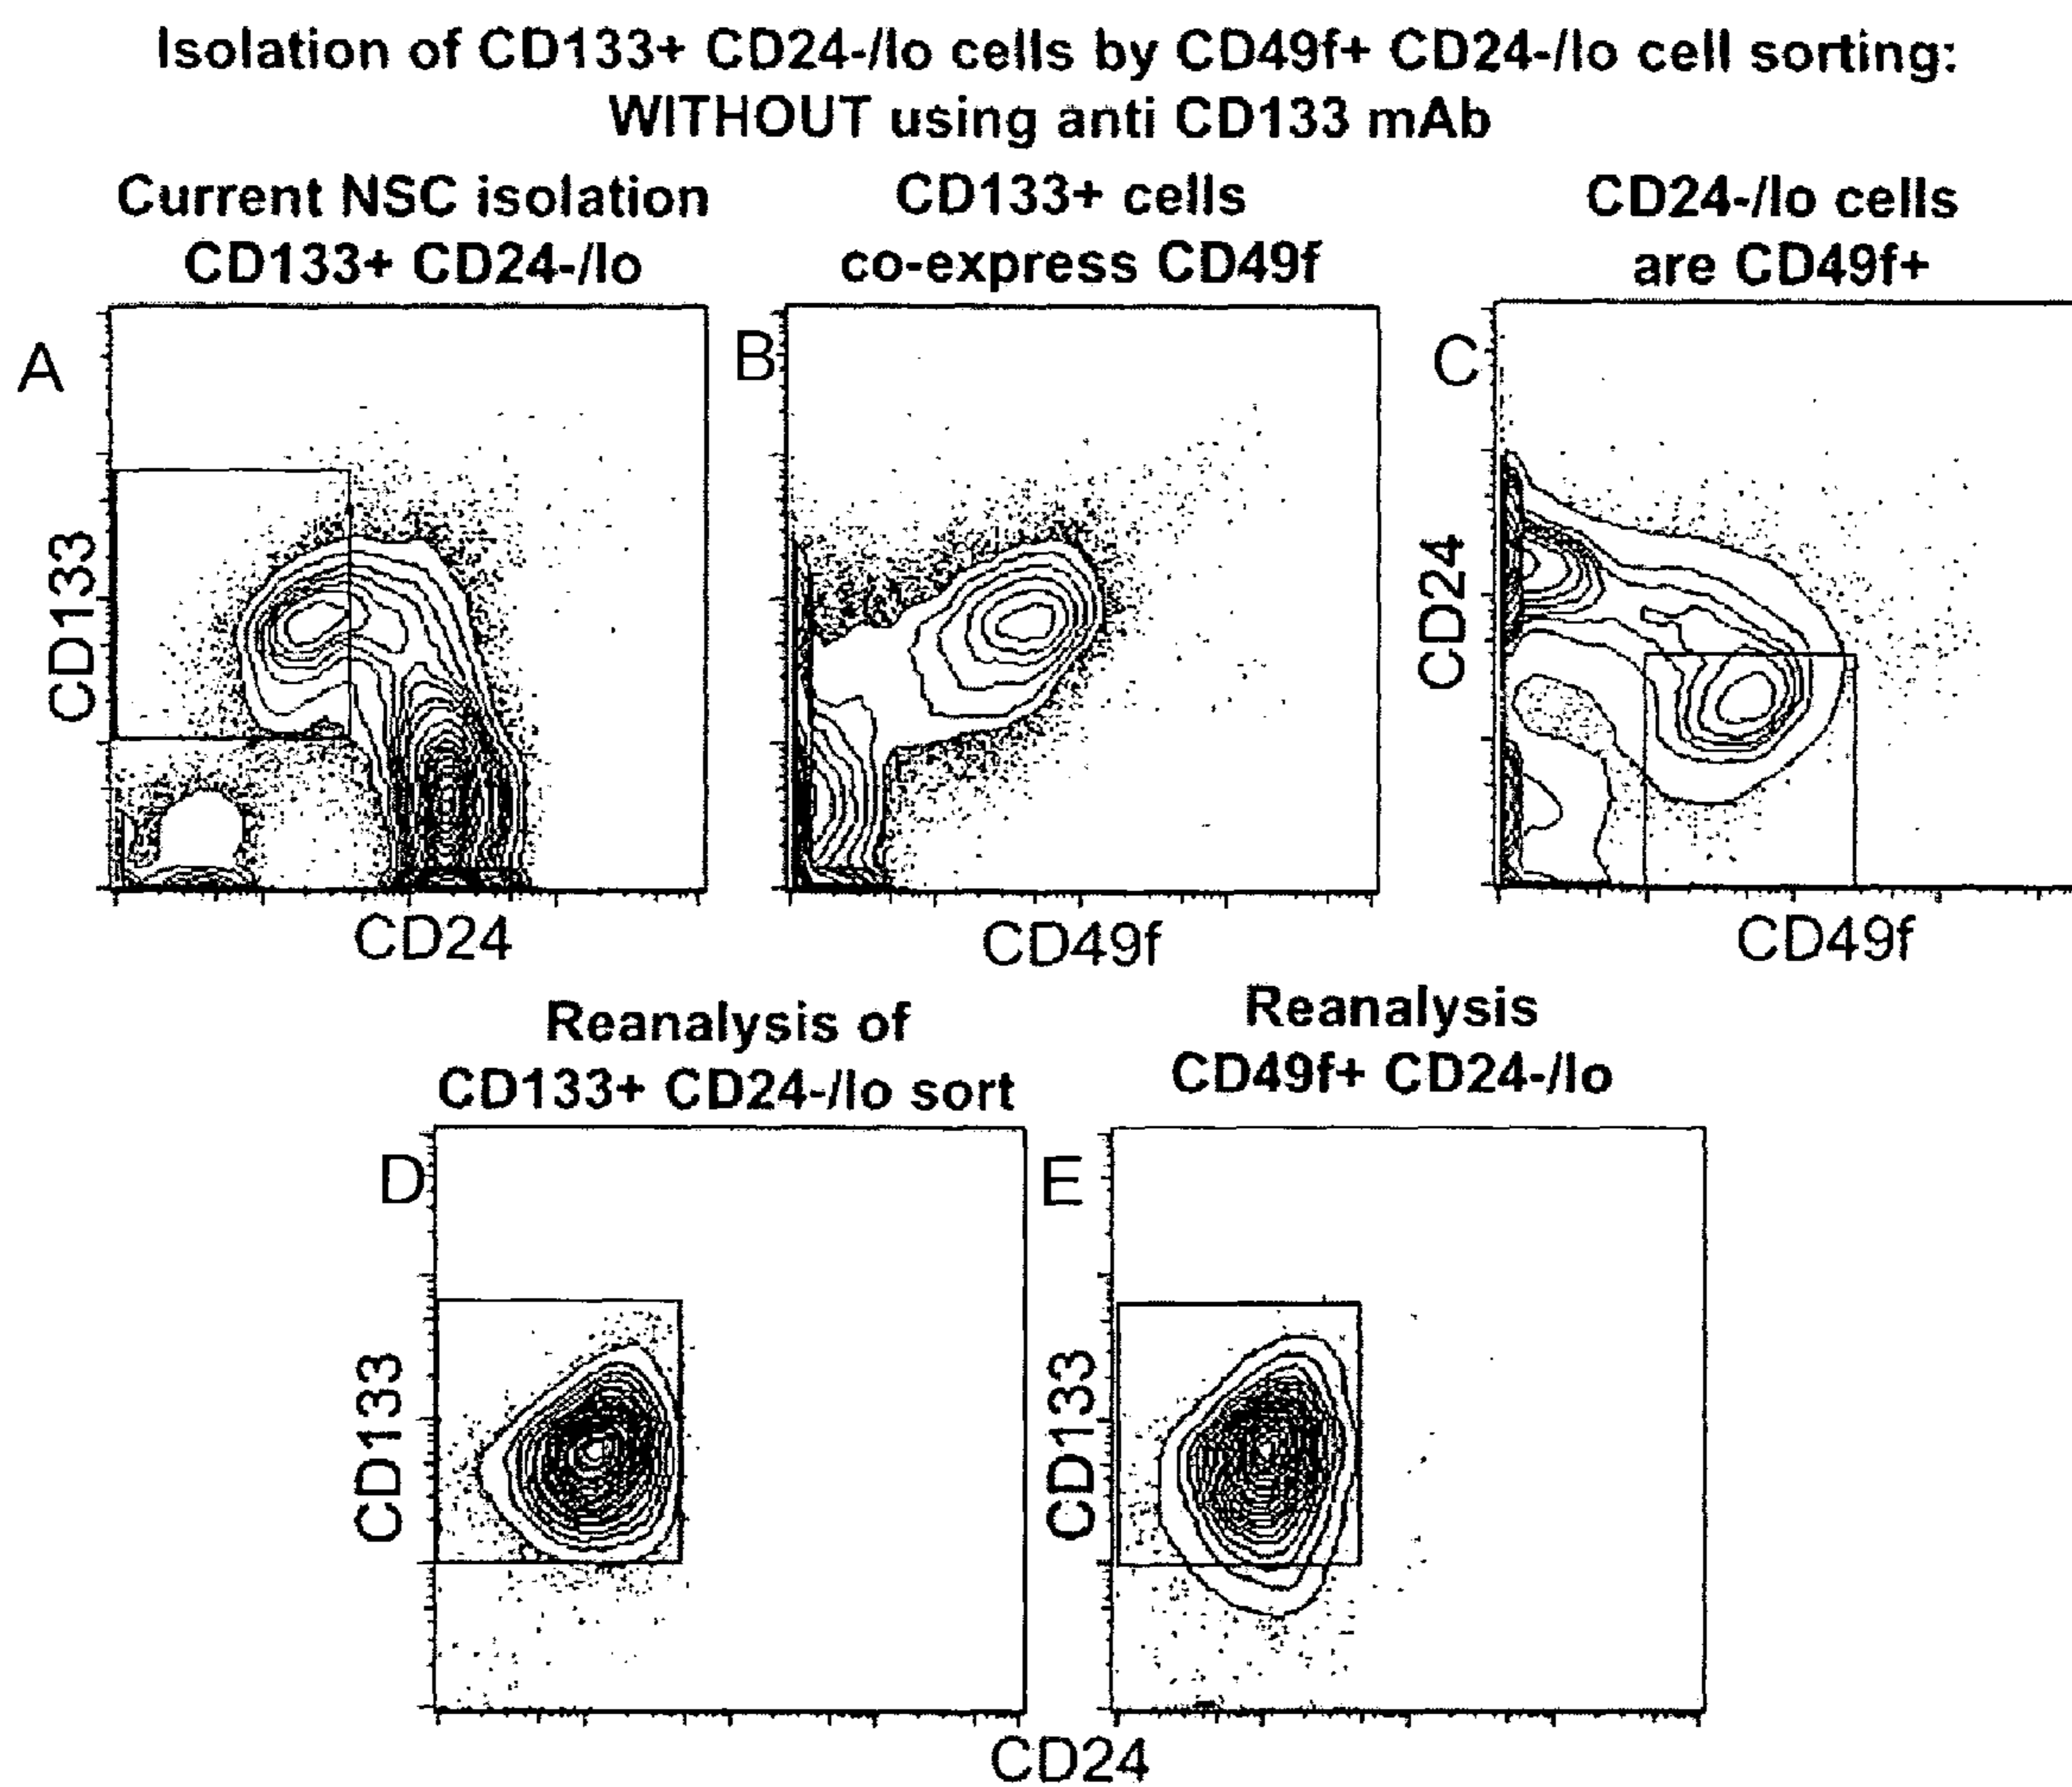 Isolation of CD133+ CD24-/lo cells by CD49f+ CD24-/lo cell sorting:
WITHOUT using anti CD133 mAb
Current NSC isolation
CD133+ CD24-/lo
CD133+ cells
co-express CD49f
CD24-/lo cells
are CD49f+
A
CD133
CD24
B
CD49f
C
CD24
CD49f
Reanalysis of
CD133+ CD24-/lo sort
Reanalysis
CD49f+ CD24-/lo
D
CD133
E
CD133
CD24